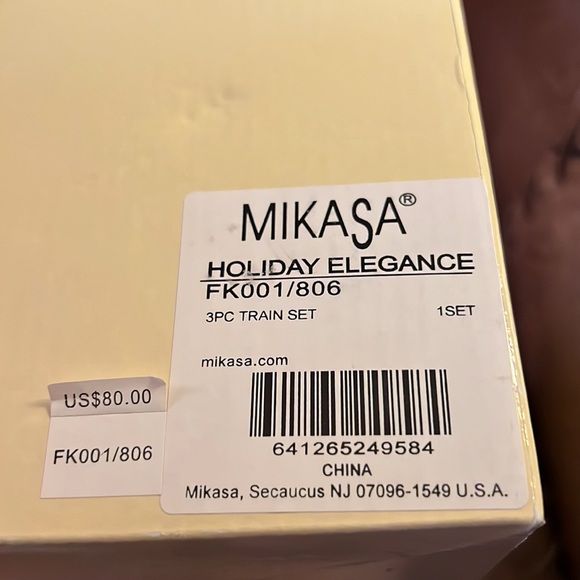 MIKASA®
HOLIDAY ELEGANCE
FK001/806
3PC TRAIN SET 1SET
mikasa.com
641265249584
CHINA
Mikasa, Secaucus NJ 07096-1549 U.S.A.
US$80.00
FK001/806